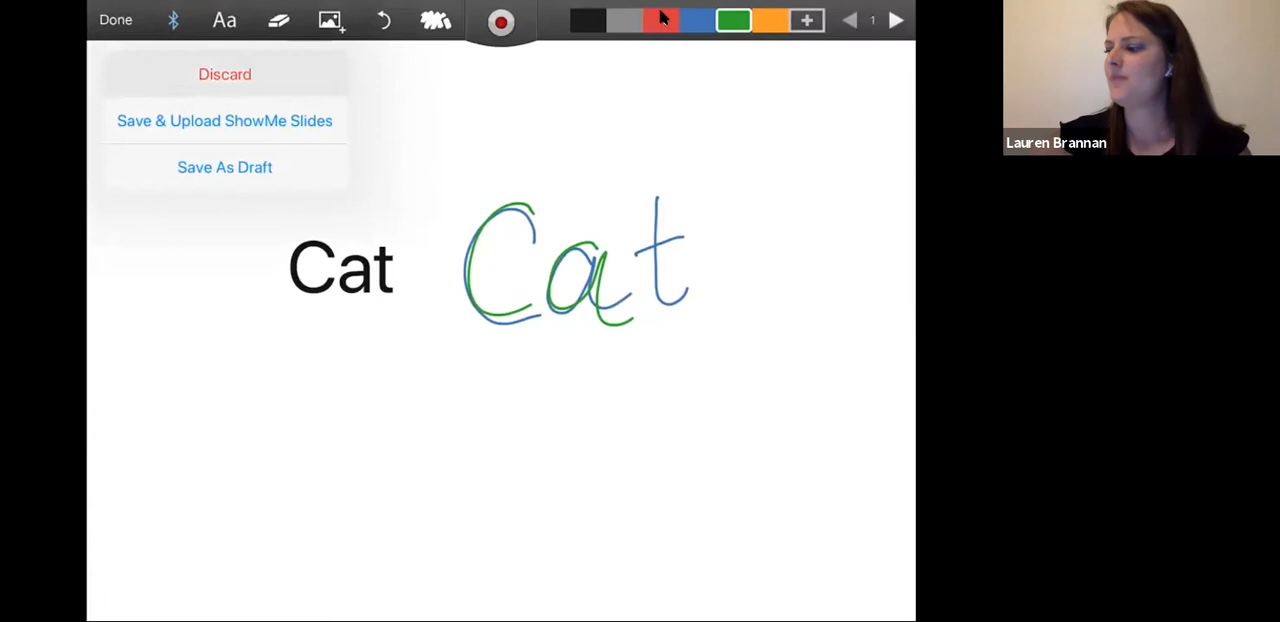 Done Aa 1
Discard
Save & Upload ShowMe Slides
Save As Draft
Cat Cat
Lauren Brannan